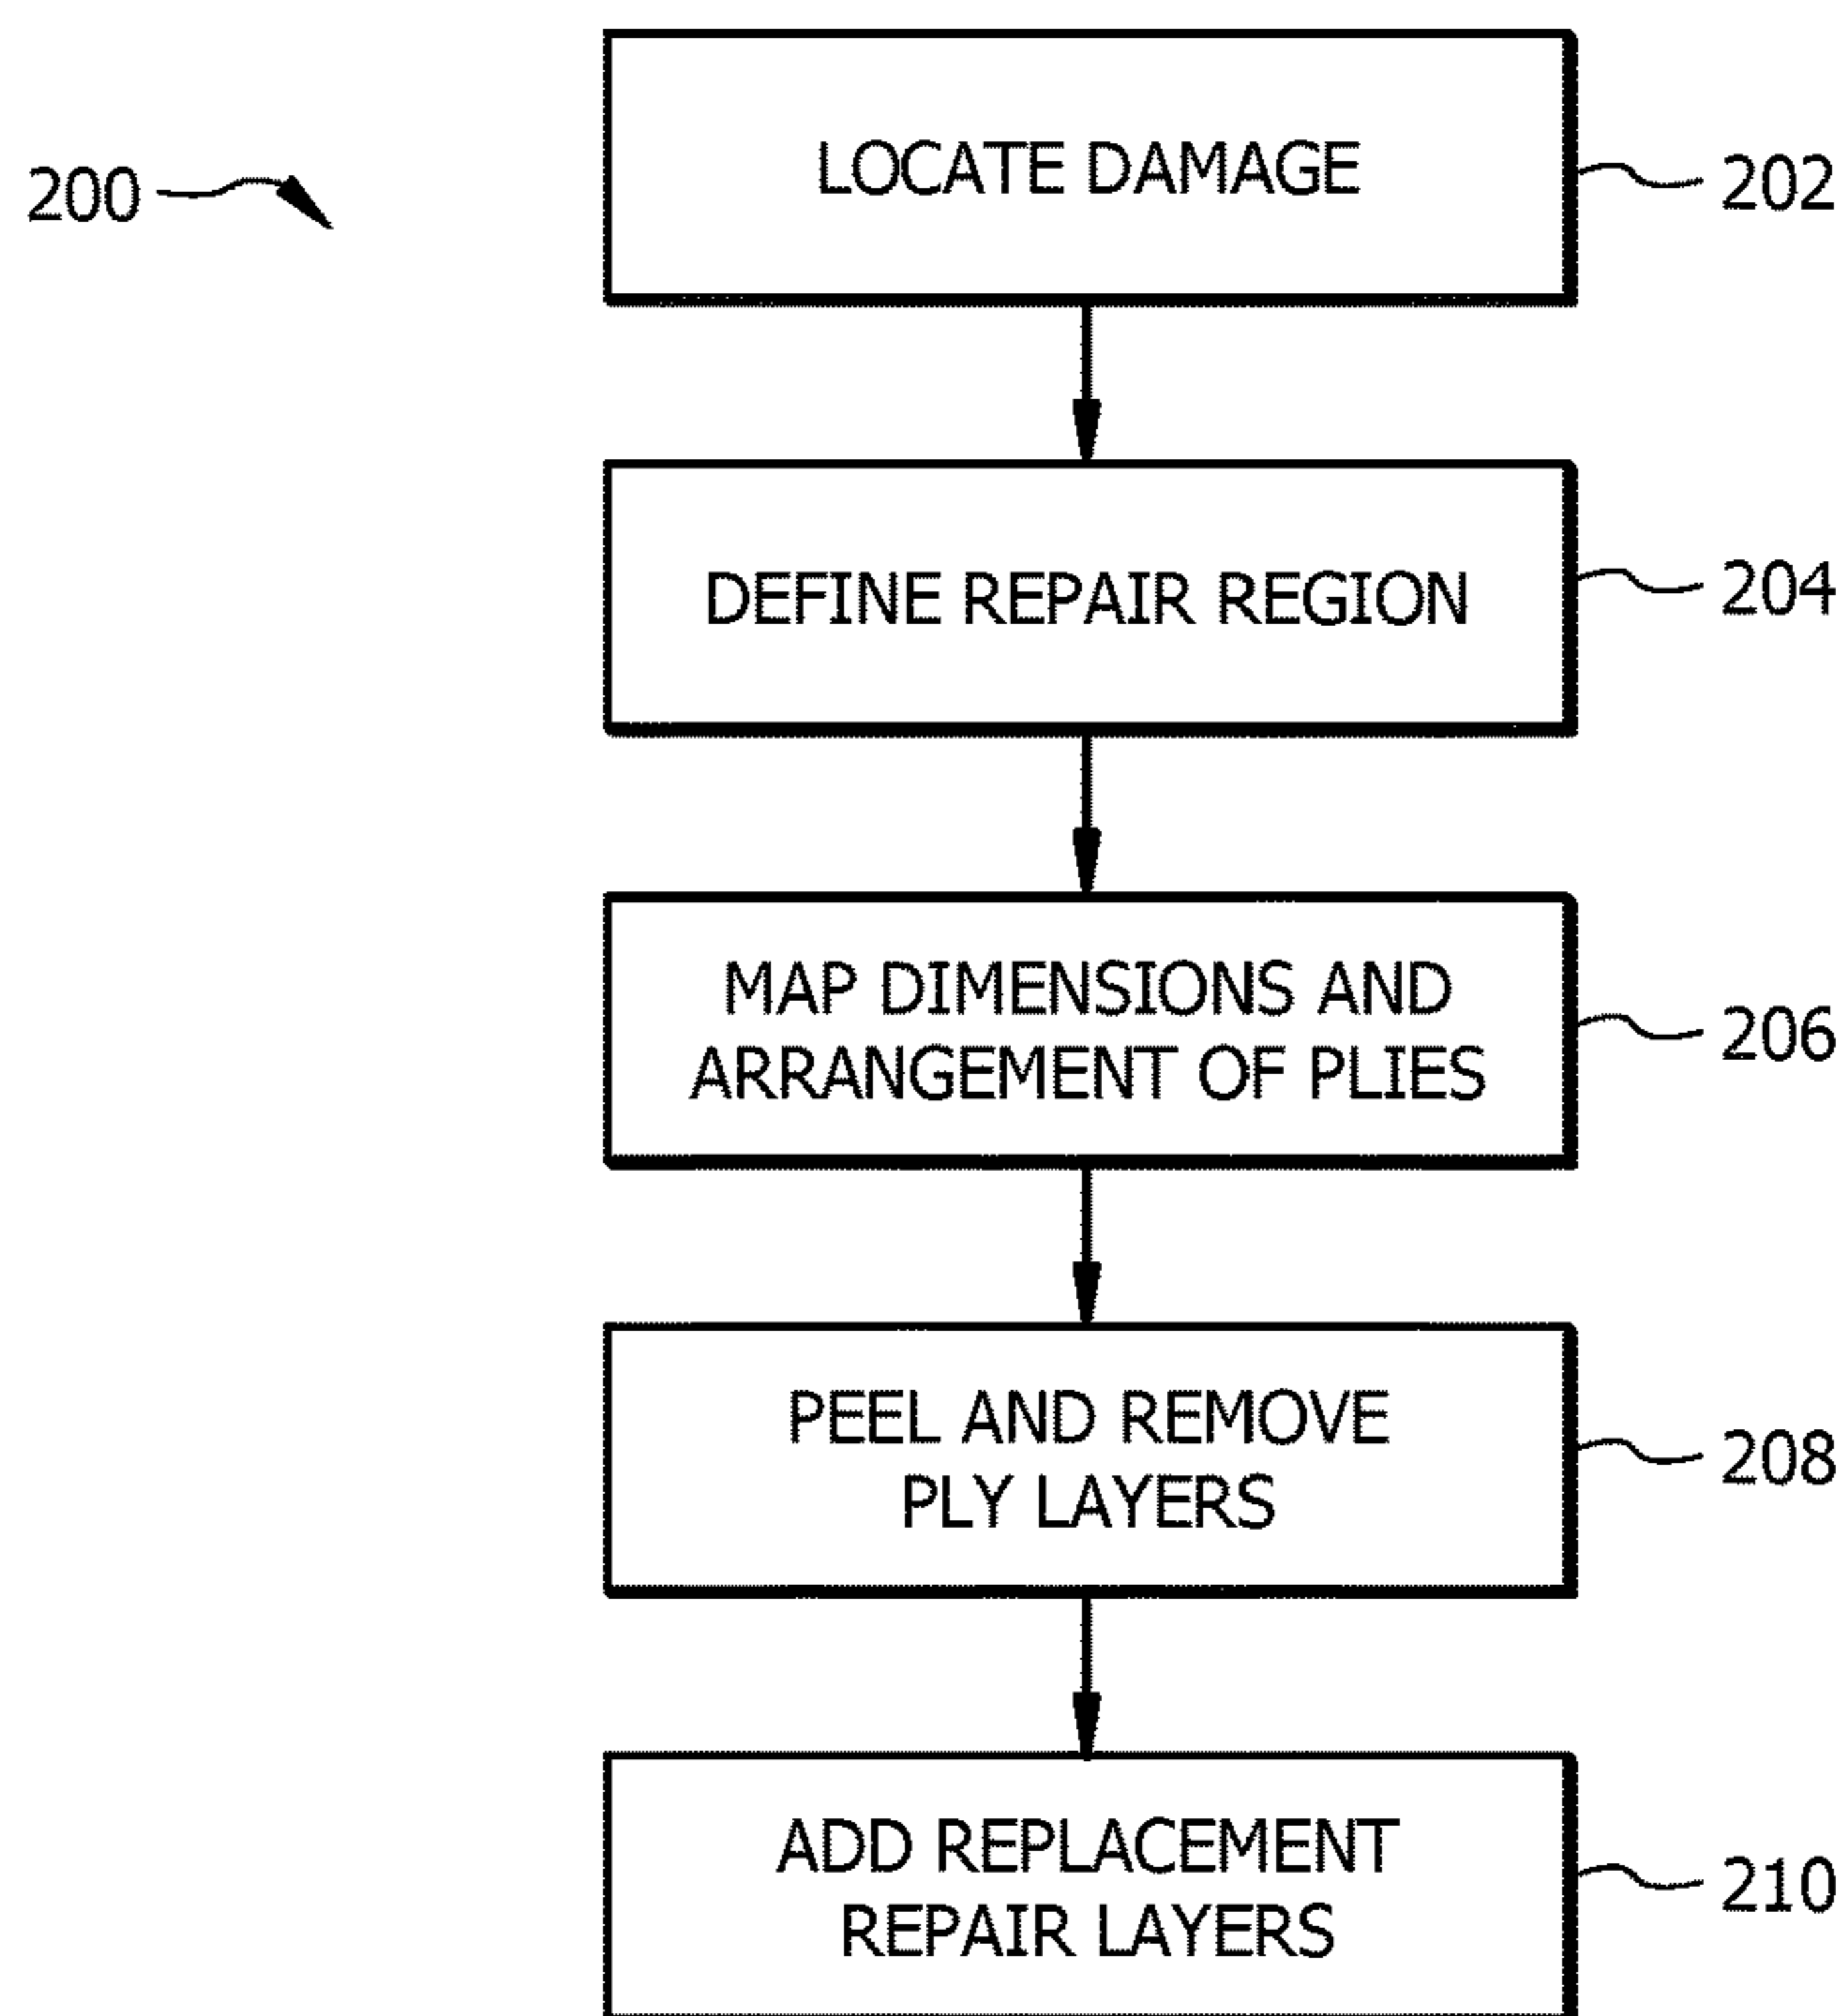 200
LOCATE DAMAGE
202
DEFINE REPAIR REGION
204
MAP DIMENSIONS AND
ARRANGEMENT OF PLIES
206
PEEL AND REMOVE
PLY LAYERS
208
ADD REPLACEMENT
REPAIR LAYERS
210